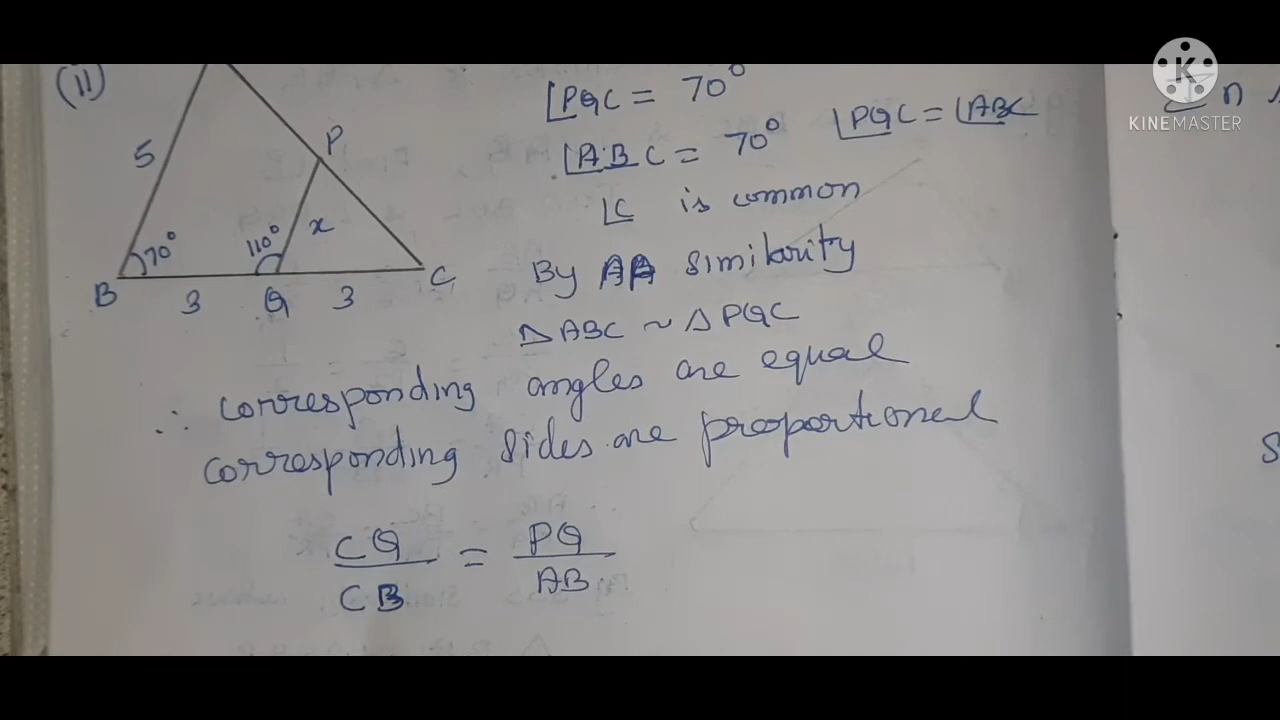 (ii)
∠PQC = 70°
∠PQC = ∠ABC
∠ABC = 70°
∠C is common
By AA similarity
△ABC ~ △PQC
∴ corresponding angles are equal
corresponding sides are proportional
CQ/CB = PQ/AB
5
P
70°
110°
x
B
3
Q
3
C
K
KINEMASTER